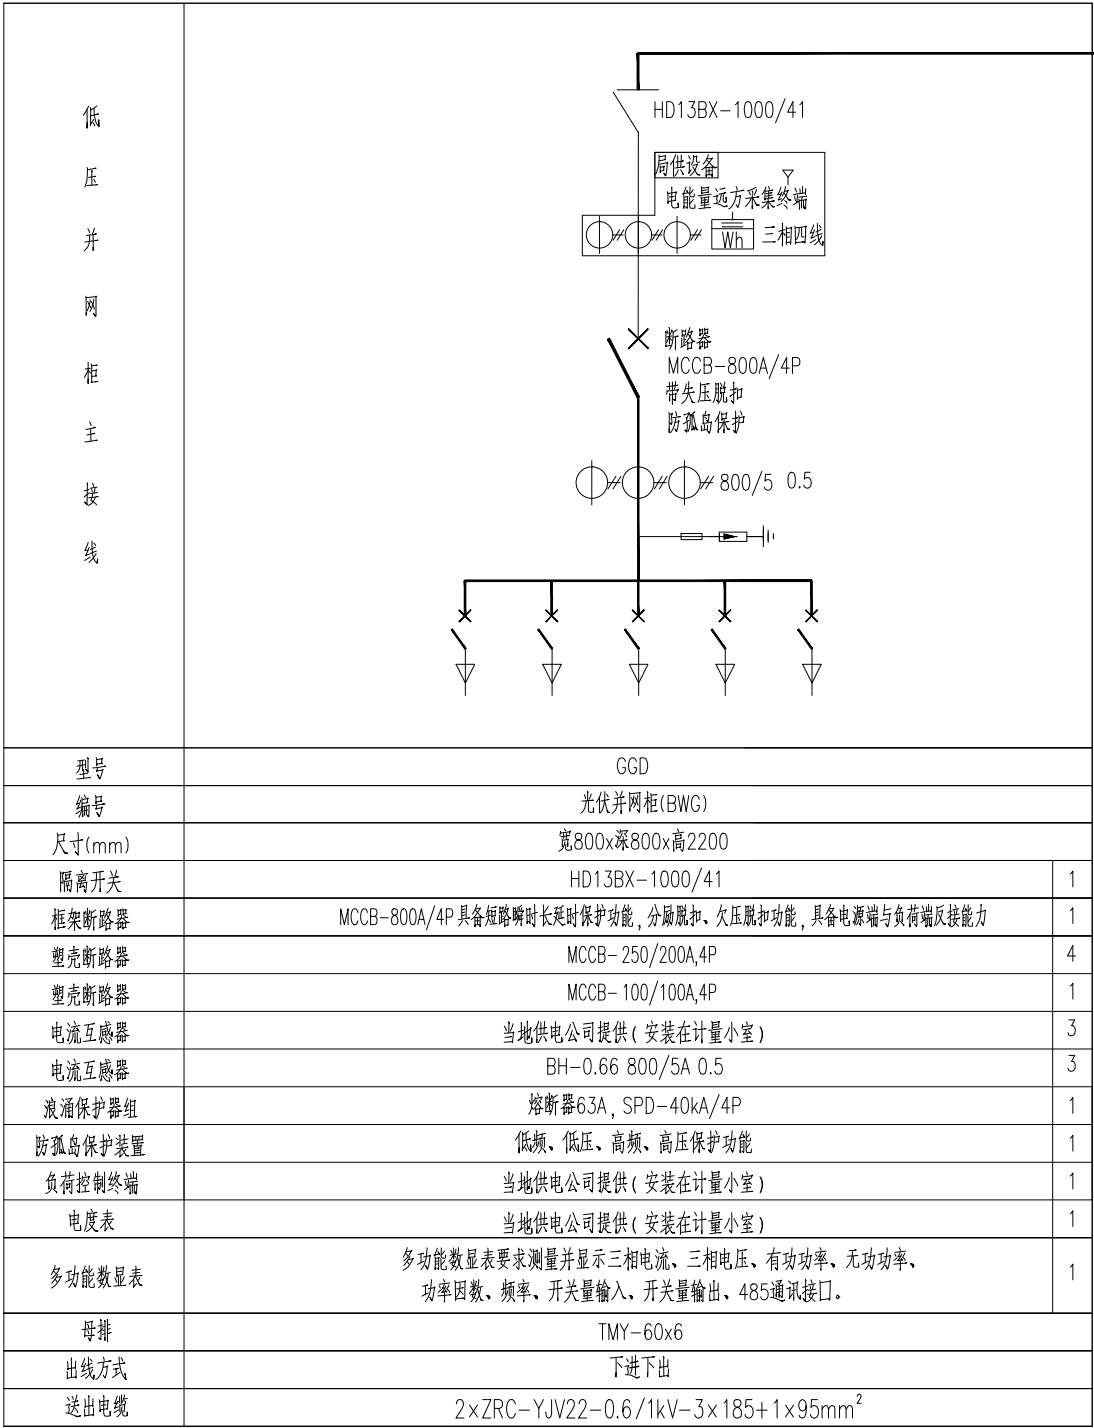 低
压
并
网
柜
主
接
线
HD13BX-1000/41
局供设备
电能量远方采集终端
Wh
三相四线
断路器
MCCB-800A/4P
带失压脱扣
防孤岛保护
800/5 0.5
型号 GGD
编号 光伏并网柜(BWG)
尺寸(mm) 宽800x深800x高2200
隔离开关 HD13BX-1000/41 1
框架断路器 MCCB-800A/4P具备短路瞬时长延时保护功能,分励脱扣、欠压脱扣功能,具备电源端与负荷端反接能力 1
塑壳断路器 MCCB-250/200A,4P 4
塑壳断路器 MCCB-100/100A,4P 1
电流互感器 当地供电公司提供(安装在计量小室) 3
电流互感器 BH-0.66 800/5A 0.5 3
浪涌保护器组 熔断器63A, SPD-40kA/4P 1
防孤岛保护装置 低频、低压、高频、高压保护功能 1
负荷控制终端 当地供电公司提供(安装在计量小室) 1
电度表 当地供电公司提供(安装在计量小室) 1
多功能数显表 多功能数显表要求测量并显示三相电流、三相电压、有功功率、无功功率、 1
功率因数、频率、开关量输入、开关量输出、485通讯接口。
母排 TMY-60x6
出线方式 下进下出
送出电缆 2×ZRC-YJV22-0.6/1kV-3×185+1×95mm²